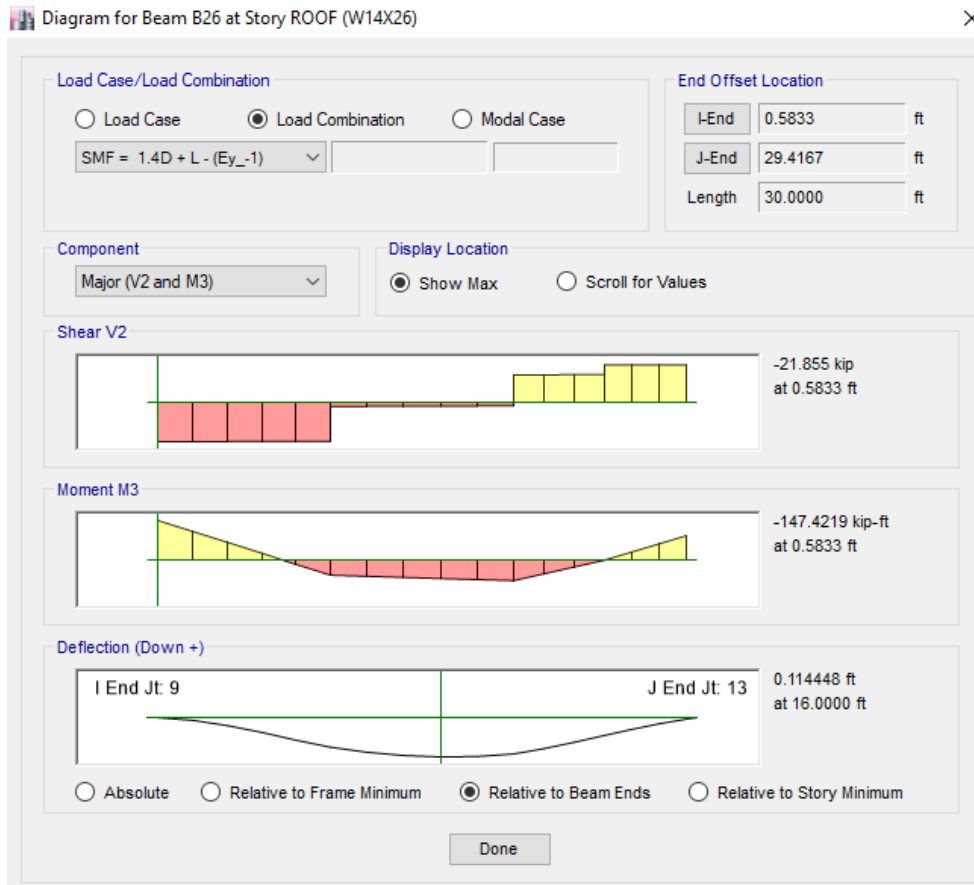 Diagram for Beam B26 at Story ROOF (W14X26)
Load Case/Load Combination
Load Case
Load Combination
Modal Case
SMF = 1.4D + L - (Ey_-1)
End Offset Location
I-End 0.5833 ft
J-End 29.4167 ft
Length 30.0000 ft
Component
Major (V2 and M3)
Display Location
Show Max
Scroll for Values
Shear V2
-21.855 kip
at 0.5833 ft
Moment M3
-147.4219 kip-ft
at 0.5833 ft
Deflection (Down +)
I End Jt: 9
J End Jt: 13
0.114448 ft
at 16.0000 ft
Absolute
Relative to Frame Minimum
Relative to Beam Ends
Relative to Story Minimum
Done